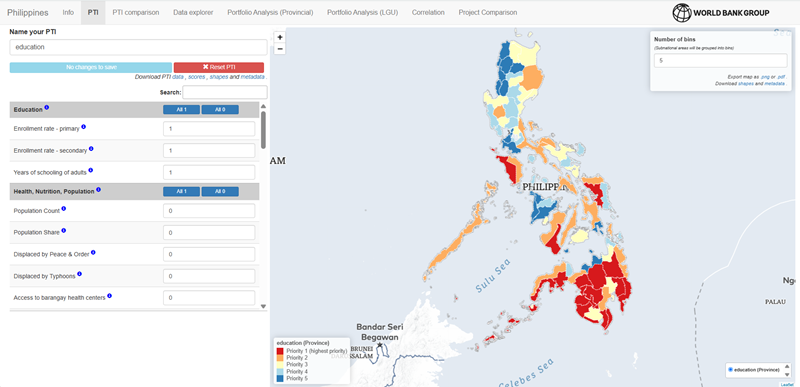 Philippines Info PTI PTI comparison Data explorer Portfolio Analysis (Provincial) Portfolio Analysis (LGU) Correlation Project Comparison WORLD BANK GROUP
Name your PTI
education
No changes to save ✖ Reset PTI
Download PTI data , scores , shapes and metadata .
Search:
Education All 1 All 0
Enrollment rate - primary 1
Enrollment rate - secondary 1
Years of schooling of adults 1
Health, Nutrition, Population All 1 All 0
Population Count 0
Population Share 0
Displaced by Peace & Order 0
Displaced by Typhoons 0
Access to barangay health centers 0
+
−
Number of bins
(Subnational areas will be grouped into bins)
5
Export map as .png or .pdf
Download shapes and metadata .
AM
PHILIPPIN
Sulu Sea
PALAU
Bandar Seri
Begawan
BRUNEI
DARUSSALAM
Celebes Sea
education (Province)
Priority 1 (highest priority)
Priority 2
Priority 3
Priority 4
Priority 5
education (Province)
Leaflet